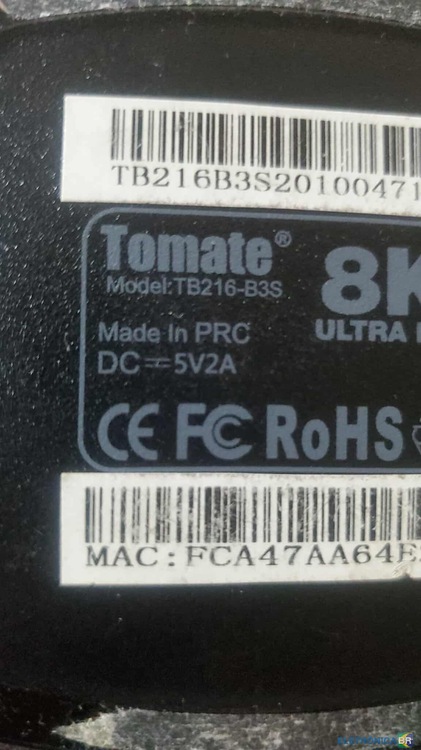 TB216B3S20100471
Tomate®
Model:TB216-B3S
8K
ULTRA
Made In PRC
DC⎓5V2A
CE FC RoHS
MAC:FCA47AA64E